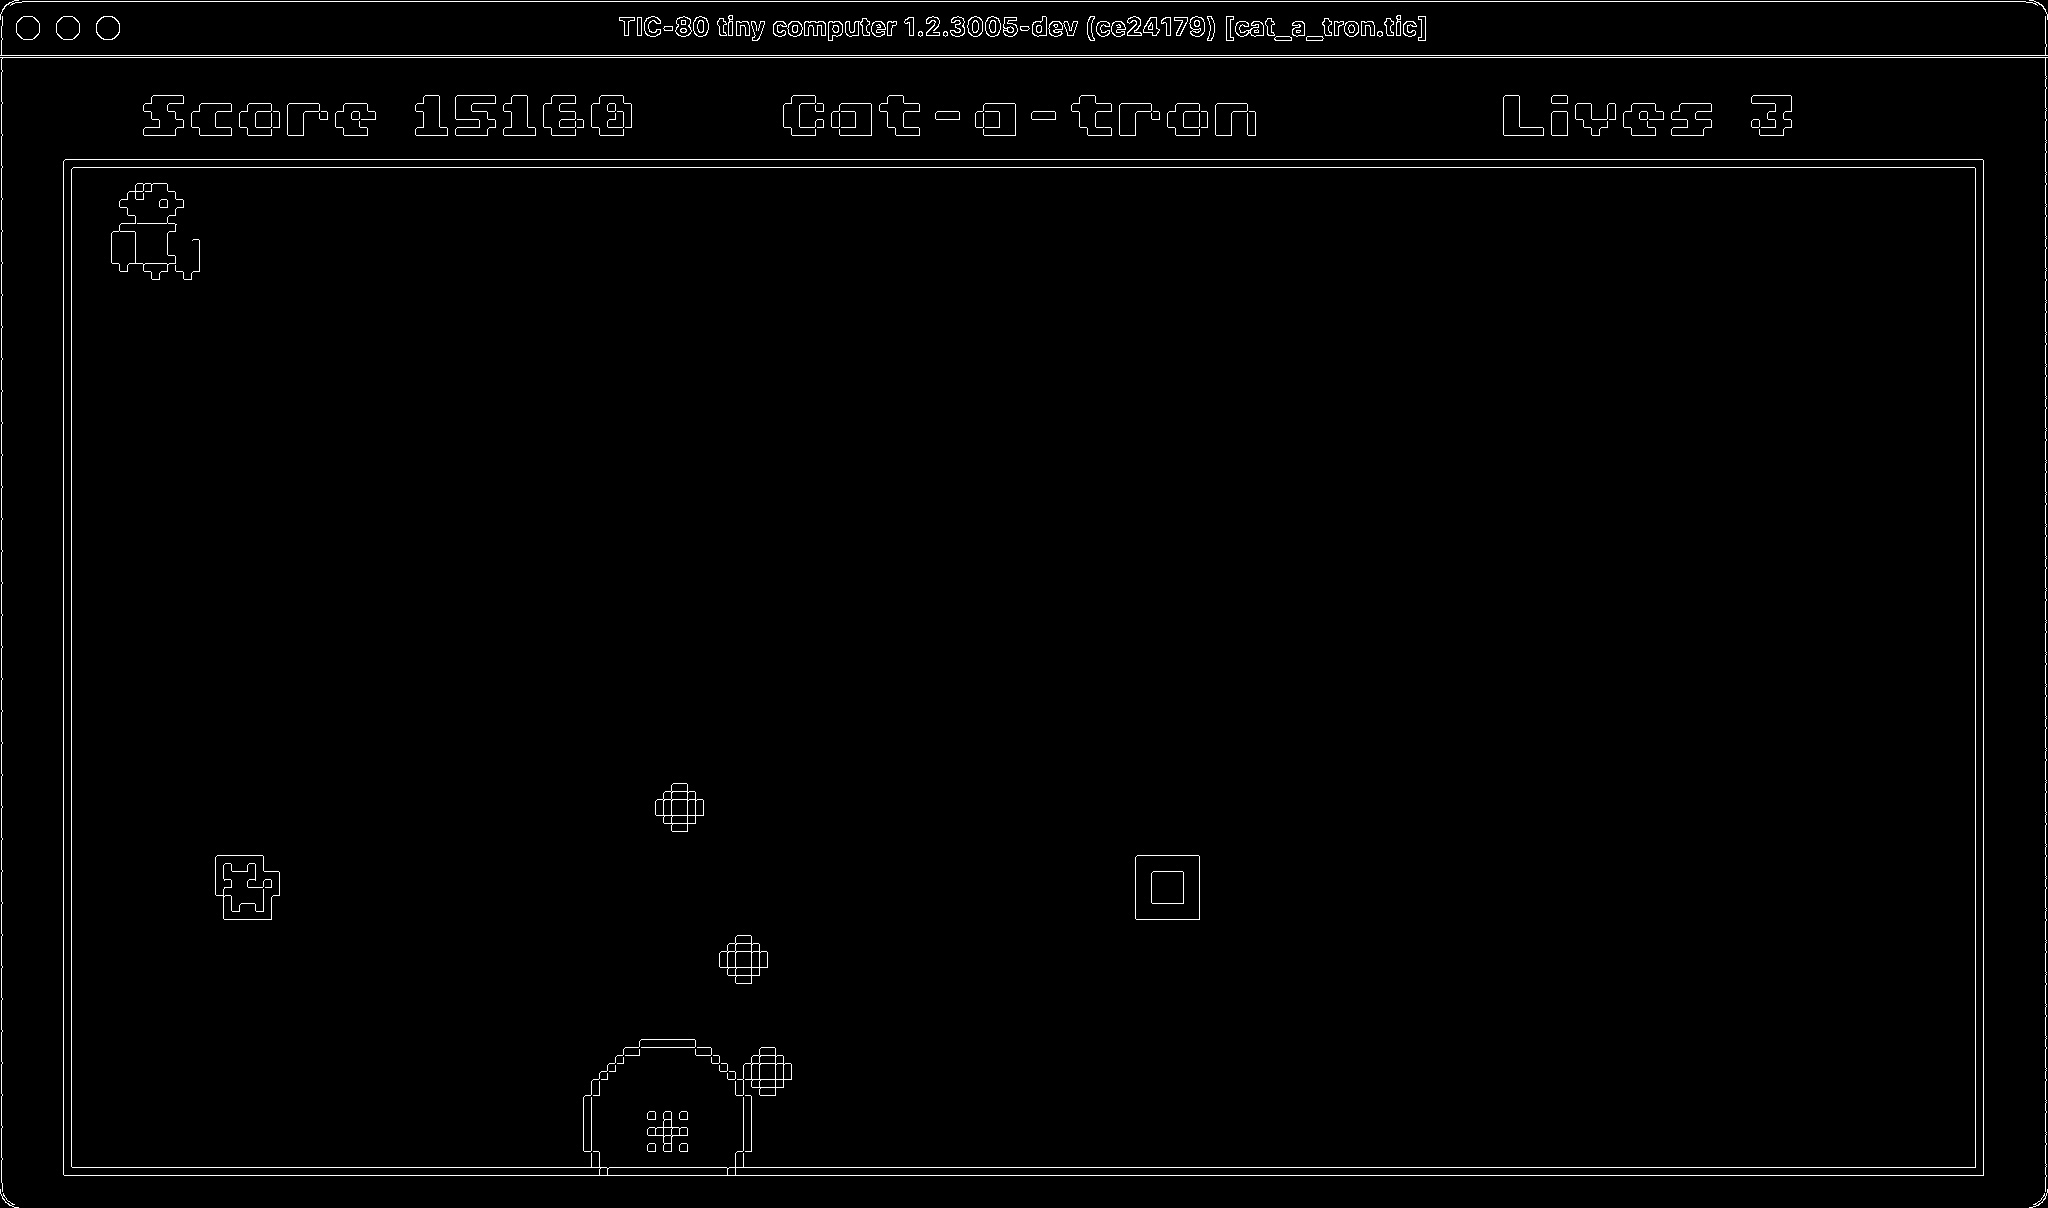 TIC-80 tiny computer 1.2.3005-dev (ce24179) [cat_a_tron.tic]
Score 15160 Cat-a-tron Lives 3